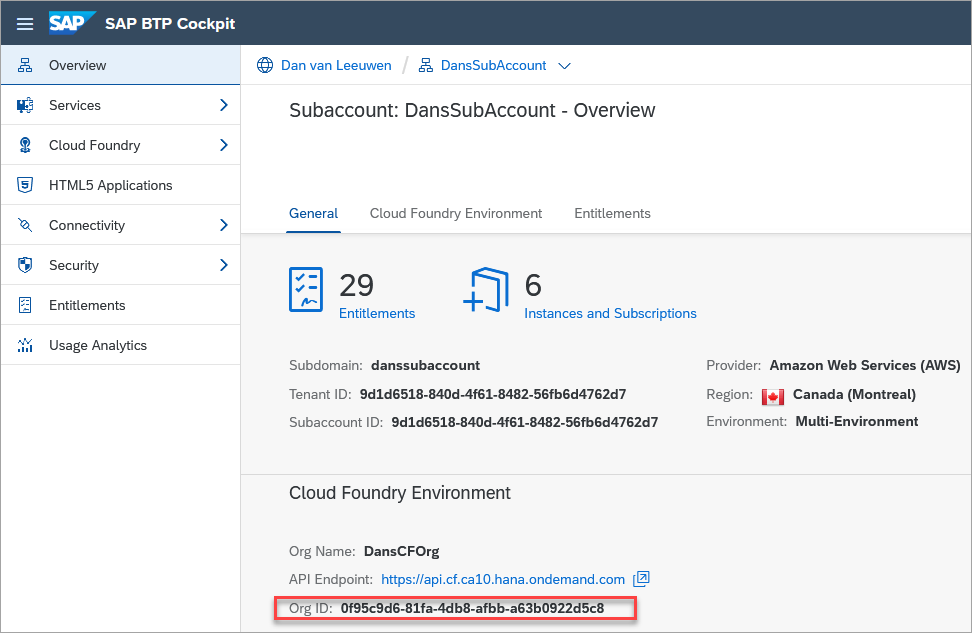 SAP SAP BTP Cockpit
Overview
Services
Cloud Foundry
HTML5 Applications
Connectivity
Security
Entitlements
Usage Analytics
Dan van Leeuwen / DansSubAccount
Subaccount: DansSubAccount - Overview
General Cloud Foundry Environment Entitlements
29
Entitlements
6
Instances and Subscriptions
Subdomain: danssubaccount
Tenant ID: 9d1d6518-840d-4f61-8482-56fb6d4762d7
Subaccount ID: 9d1d6518-840d-4f61-8482-56fb6d4762d7
Provider: Amazon Web Services (AWS)
Region: Canada (Montreal)
Environment: Multi-Environment
Cloud Foundry Environment
Org Name: DansCFOrg
API Endpoint: https://api.cf.ca10.hana.ondemand.com
Org ID: 0f95c9d6-81fa-4db8-afbb-a63b0922d5c8